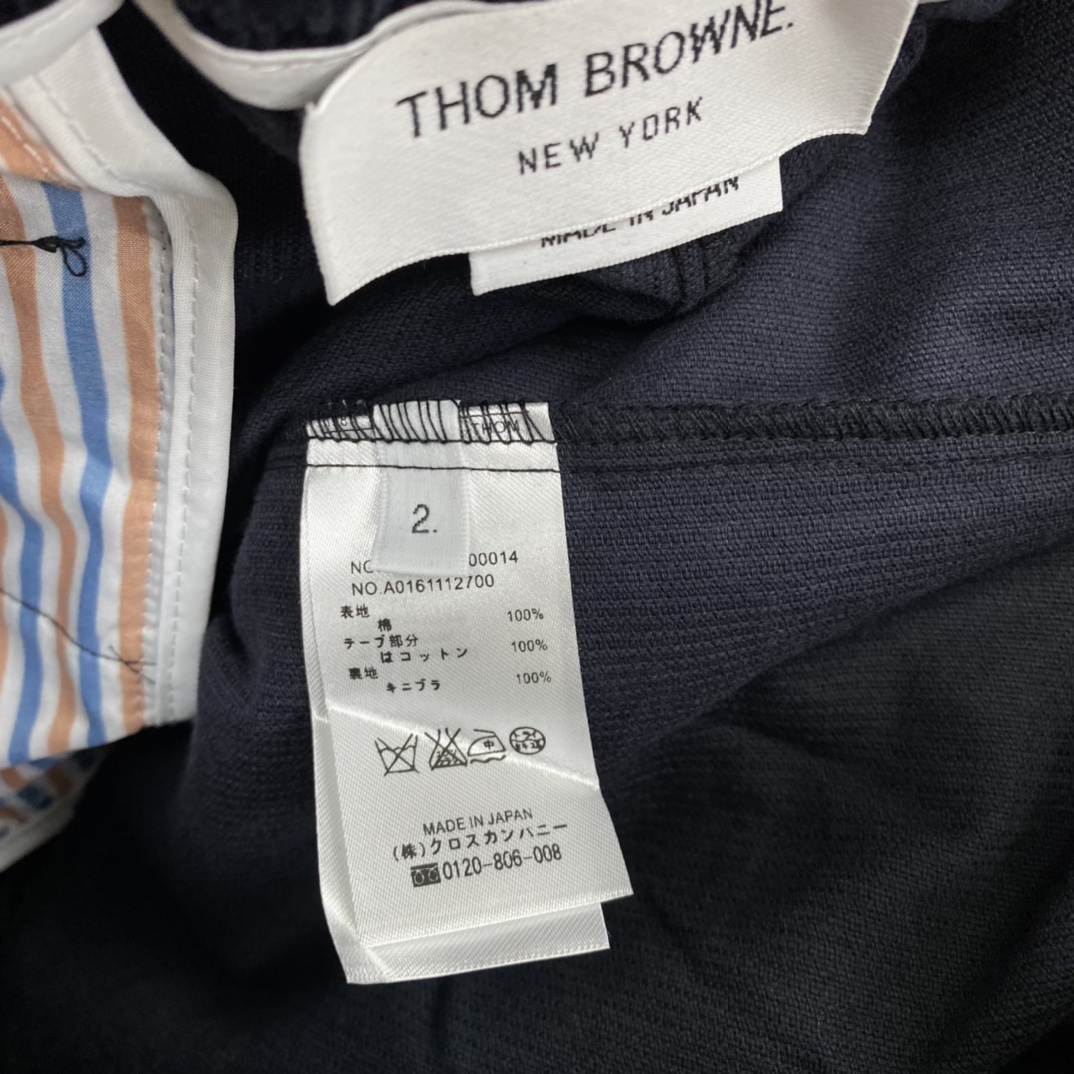 THOM BROWNE.
NEW YORK
MADE IN JAPAN
THOM
2.
00014
NO.A0161112700
表地
棉 100%
テープ部分
はコットン 100%
裏地
キュプラ 100%
中
MADE IN JAPAN
(株)クロスカンパニー
0120-806-008